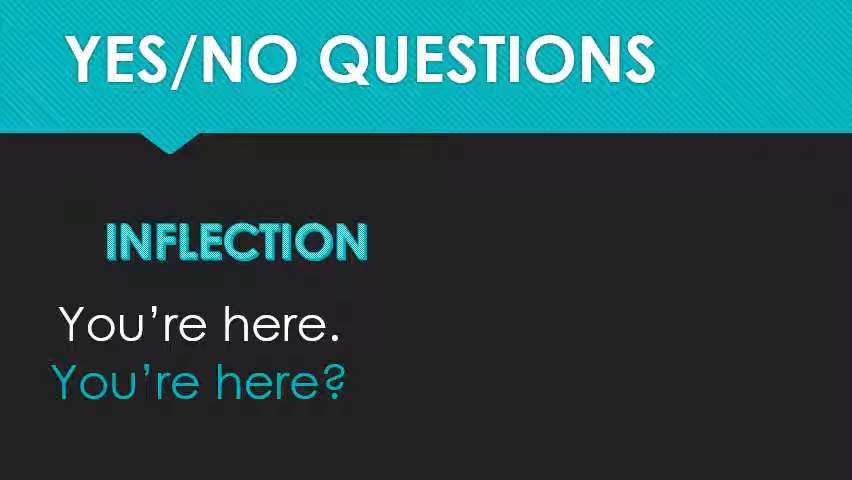 YES/NO QUESTIONS
INFLECTION
You’re here.
You’re here?